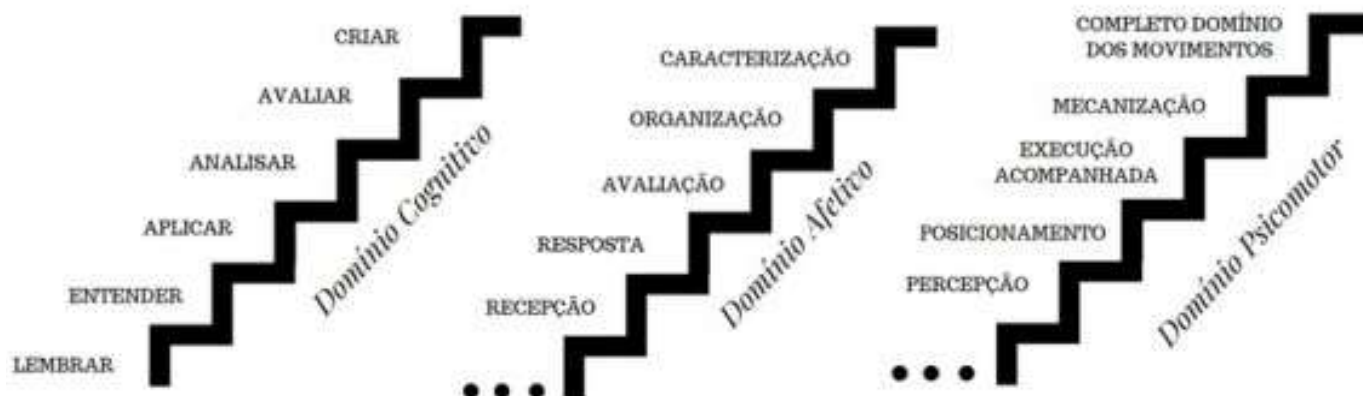 CRIAR
AVALIAR
ANALISAR
APLICAR
ENTENDER
LEMBRAR
Domínio Cognitivo
CARACTERIZAÇÃO
ORGANIZAÇÃO
AVALIAÇÃO
RESPOSTA
RECEPÇÃO
Domínio Afetivo
COMPLETO DOMÍNIO
DOS MOVIMENTOS
MECANIZAÇÃO
EXECUÇÃO
ACOMPANHADA
POSICIONAMENTO
PERCEPÇÃO
Domínio Psicomotor